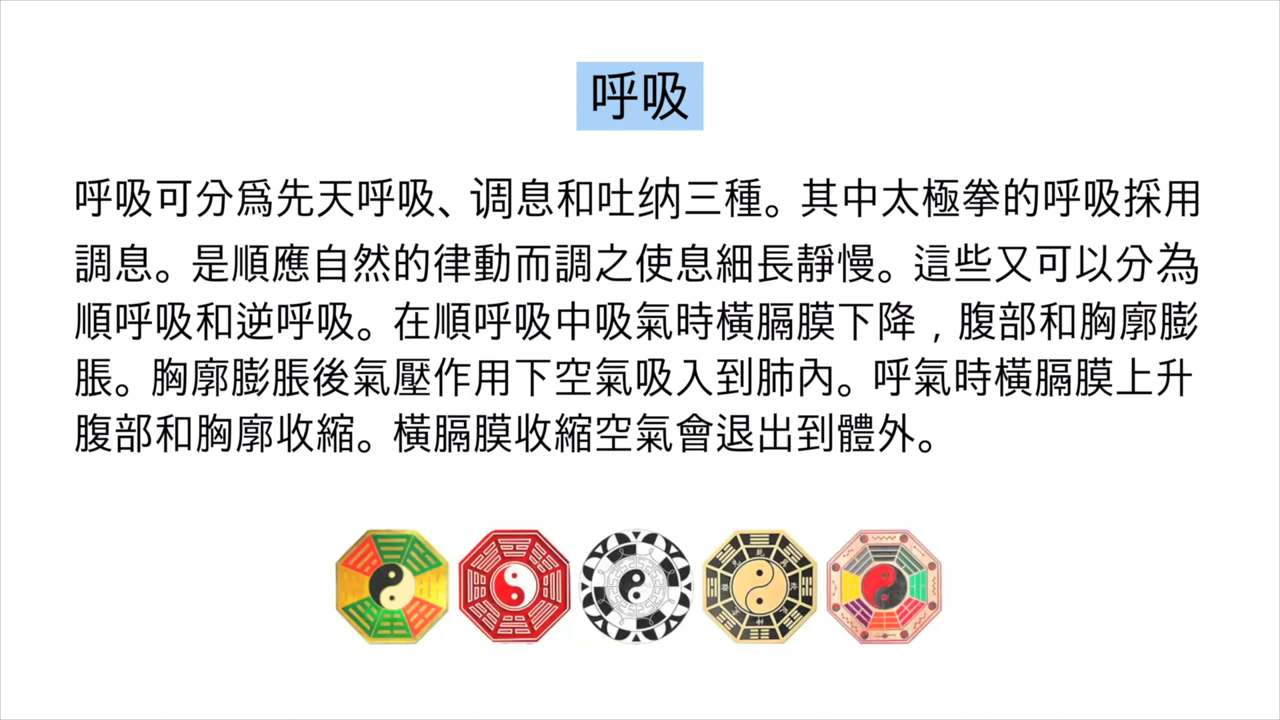 呼吸
呼吸可分爲先天呼吸、调息和吐纳三種。其中太極拳的呼吸採用
調息。是順應自然的律動而調之使息細長靜慢。這些又可以分為
順呼吸和逆呼吸。在順呼吸中吸氣時橫膈膜下降，腹部和胸廓膨
脹。胸廓膨脹後氣壓作用下空氣吸入到肺內。呼氣時橫膈膜上升
腹部和胸廓收縮。橫膈膜收縮空氣會退出到體外。